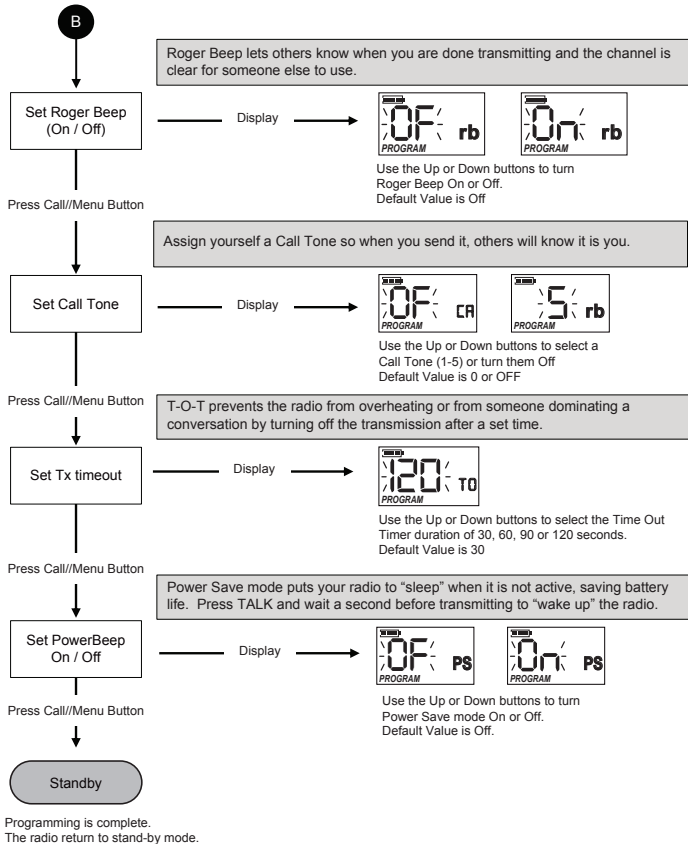 B
Roger Beep lets others know when you are done transmitting and the channel is
clear for someone else to use.
Set Roger Beep
(On / Off)
Display
OF rb
PROGRAM
On rb
PROGRAM
Use the Up or Down buttons to turn
Roger Beep On or Off.
Default Value is Off
Press Call//Menu Button
Assign yourself a Call Tone so when you send it, others will know it is you.
Set Call Tone
Display
OF CA
PROGRAM
5 rb
PROGRAM
Use the Up or Down buttons to select a
Call Tone (1-5) or turn them Off
Default Value is 0 or OFF
Press Call//Menu Button
T-O-T prevents the radio from overheating or from someone dominating a
conversation by turning off the transmission after a set time.
Set Tx timeout
Display
120 TO
PROGRAM
Use the Up or Down buttons to select the Time Out
Timer duration of 30, 60, 90 or 120 seconds.
Default Value is 30
Press Call//Menu Button
Power Save mode puts your radio to “sleep” when it is not active, saving battery
life. Press TALK and wait a second before transmitting to “wake up” the radio.
Set PowerBeep
On / Off
Display
OF PS
PROGRAM
On PS
PROGRAM
Use the Up or Down buttons to turn
Power Save mode On or Off.
Default Value is Off.
Press Call//Menu Button
Standby
Programming is complete.
The radio return to stand-by mode.